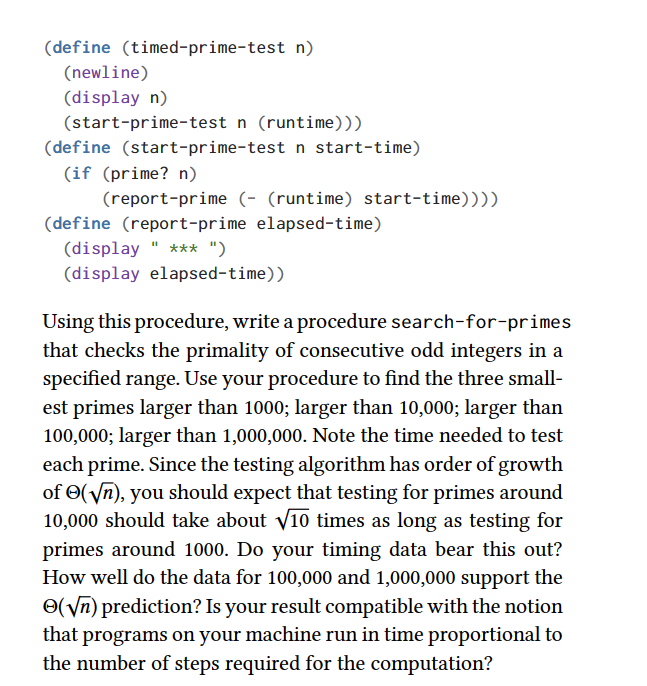 (define (timed-prime-test n)
(newline)
(display n)
(start-prime-test n (runtime)))
(define (start-prime-test n start-time)
(if (prime? n)
(report-prime (- (runtime) start-time))))
(define (report-prime elapsed-time)
(display " *** ")
(display elapsed-time))
Using this procedure, write a procedure search-for-primes
that checks the primality of consecutive odd integers in a
specified range. Use your procedure to find the three small-
est primes larger than 1000; larger than 10,000; larger than
100,000; larger than 1,000,000. Note the time needed to test
each prime. Since the testing algorithm has order of growth
of Θ(√n), you should expect that testing for primes around
10,000 should take about √10 times as long as testing for
primes around 1000. Do your timing data bear this out?
How well do the data for 100,000 and 1,000,000 support the
Θ(√n) prediction? Is your result compatible with the notion
that programs on your machine run in time proportional to
the number of steps required for the computation?